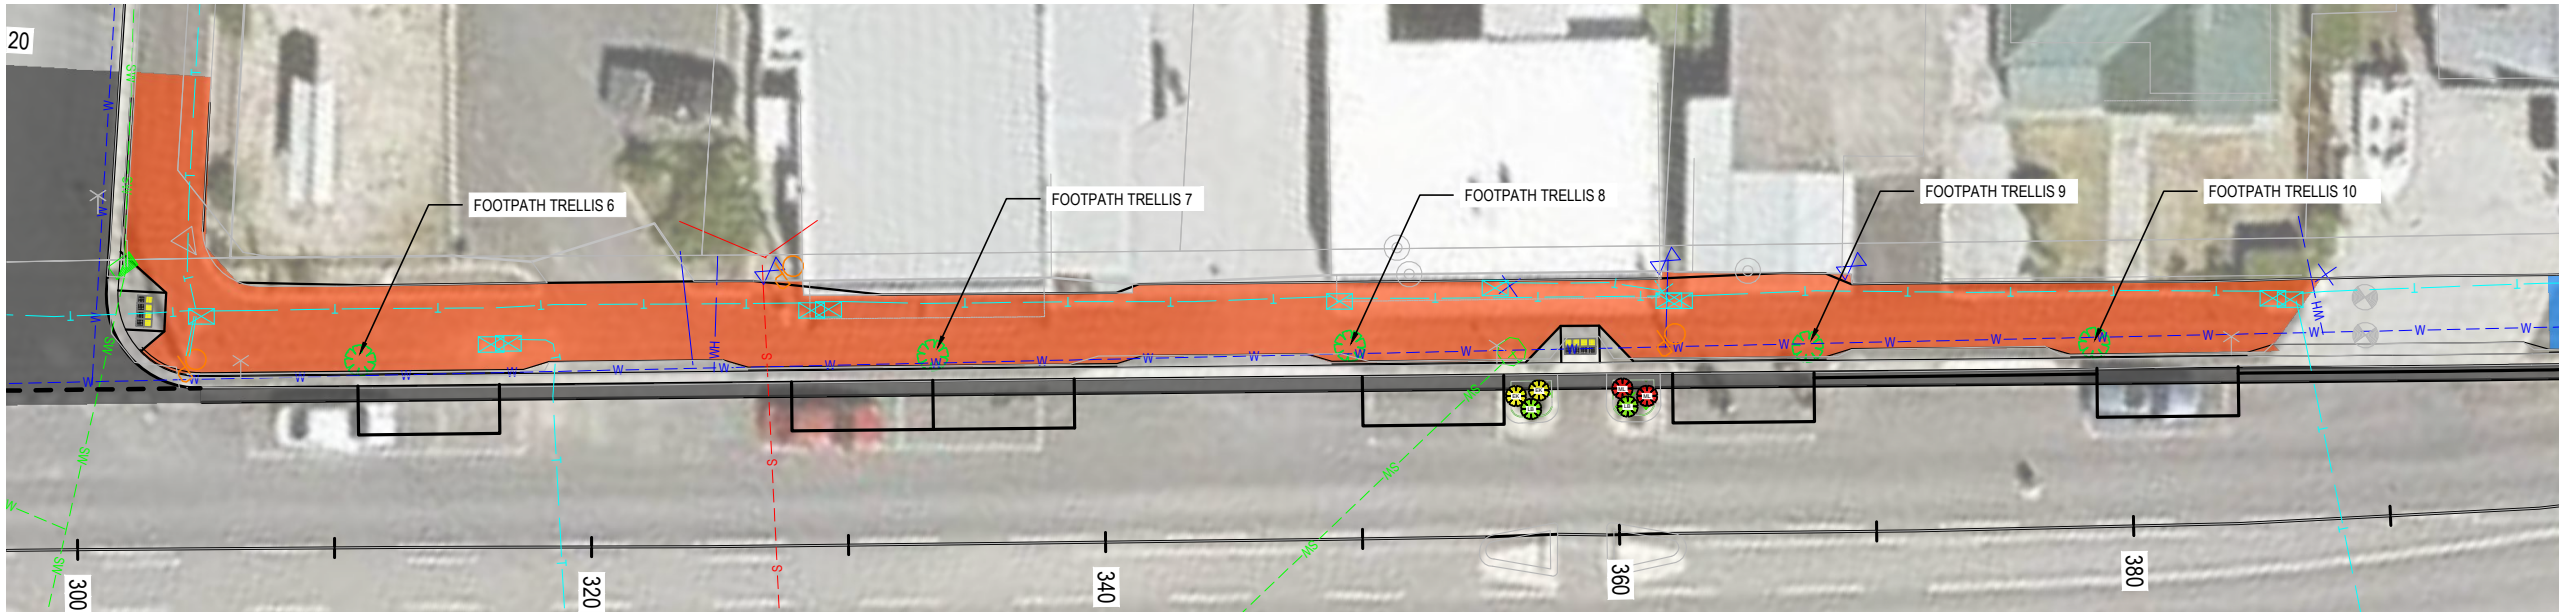 20
FOOTPATH TRELLIS 6
FOOTPATH TRELLIS 7
FOOTPATH TRELLIS 8
FOOTPATH TRELLIS 9
FOOTPATH TRELLIS 10
300
320
340
360
380